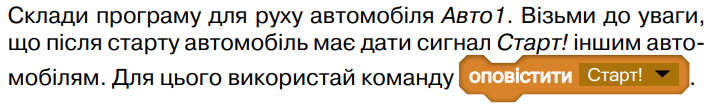 Склади програму для руху автомобіля Авто1. Візьми до уваги,
що після старту автомобіль має дати сигнал Старт! іншим авто-
мобілям. Для цього використай команду оповістити Старт! .